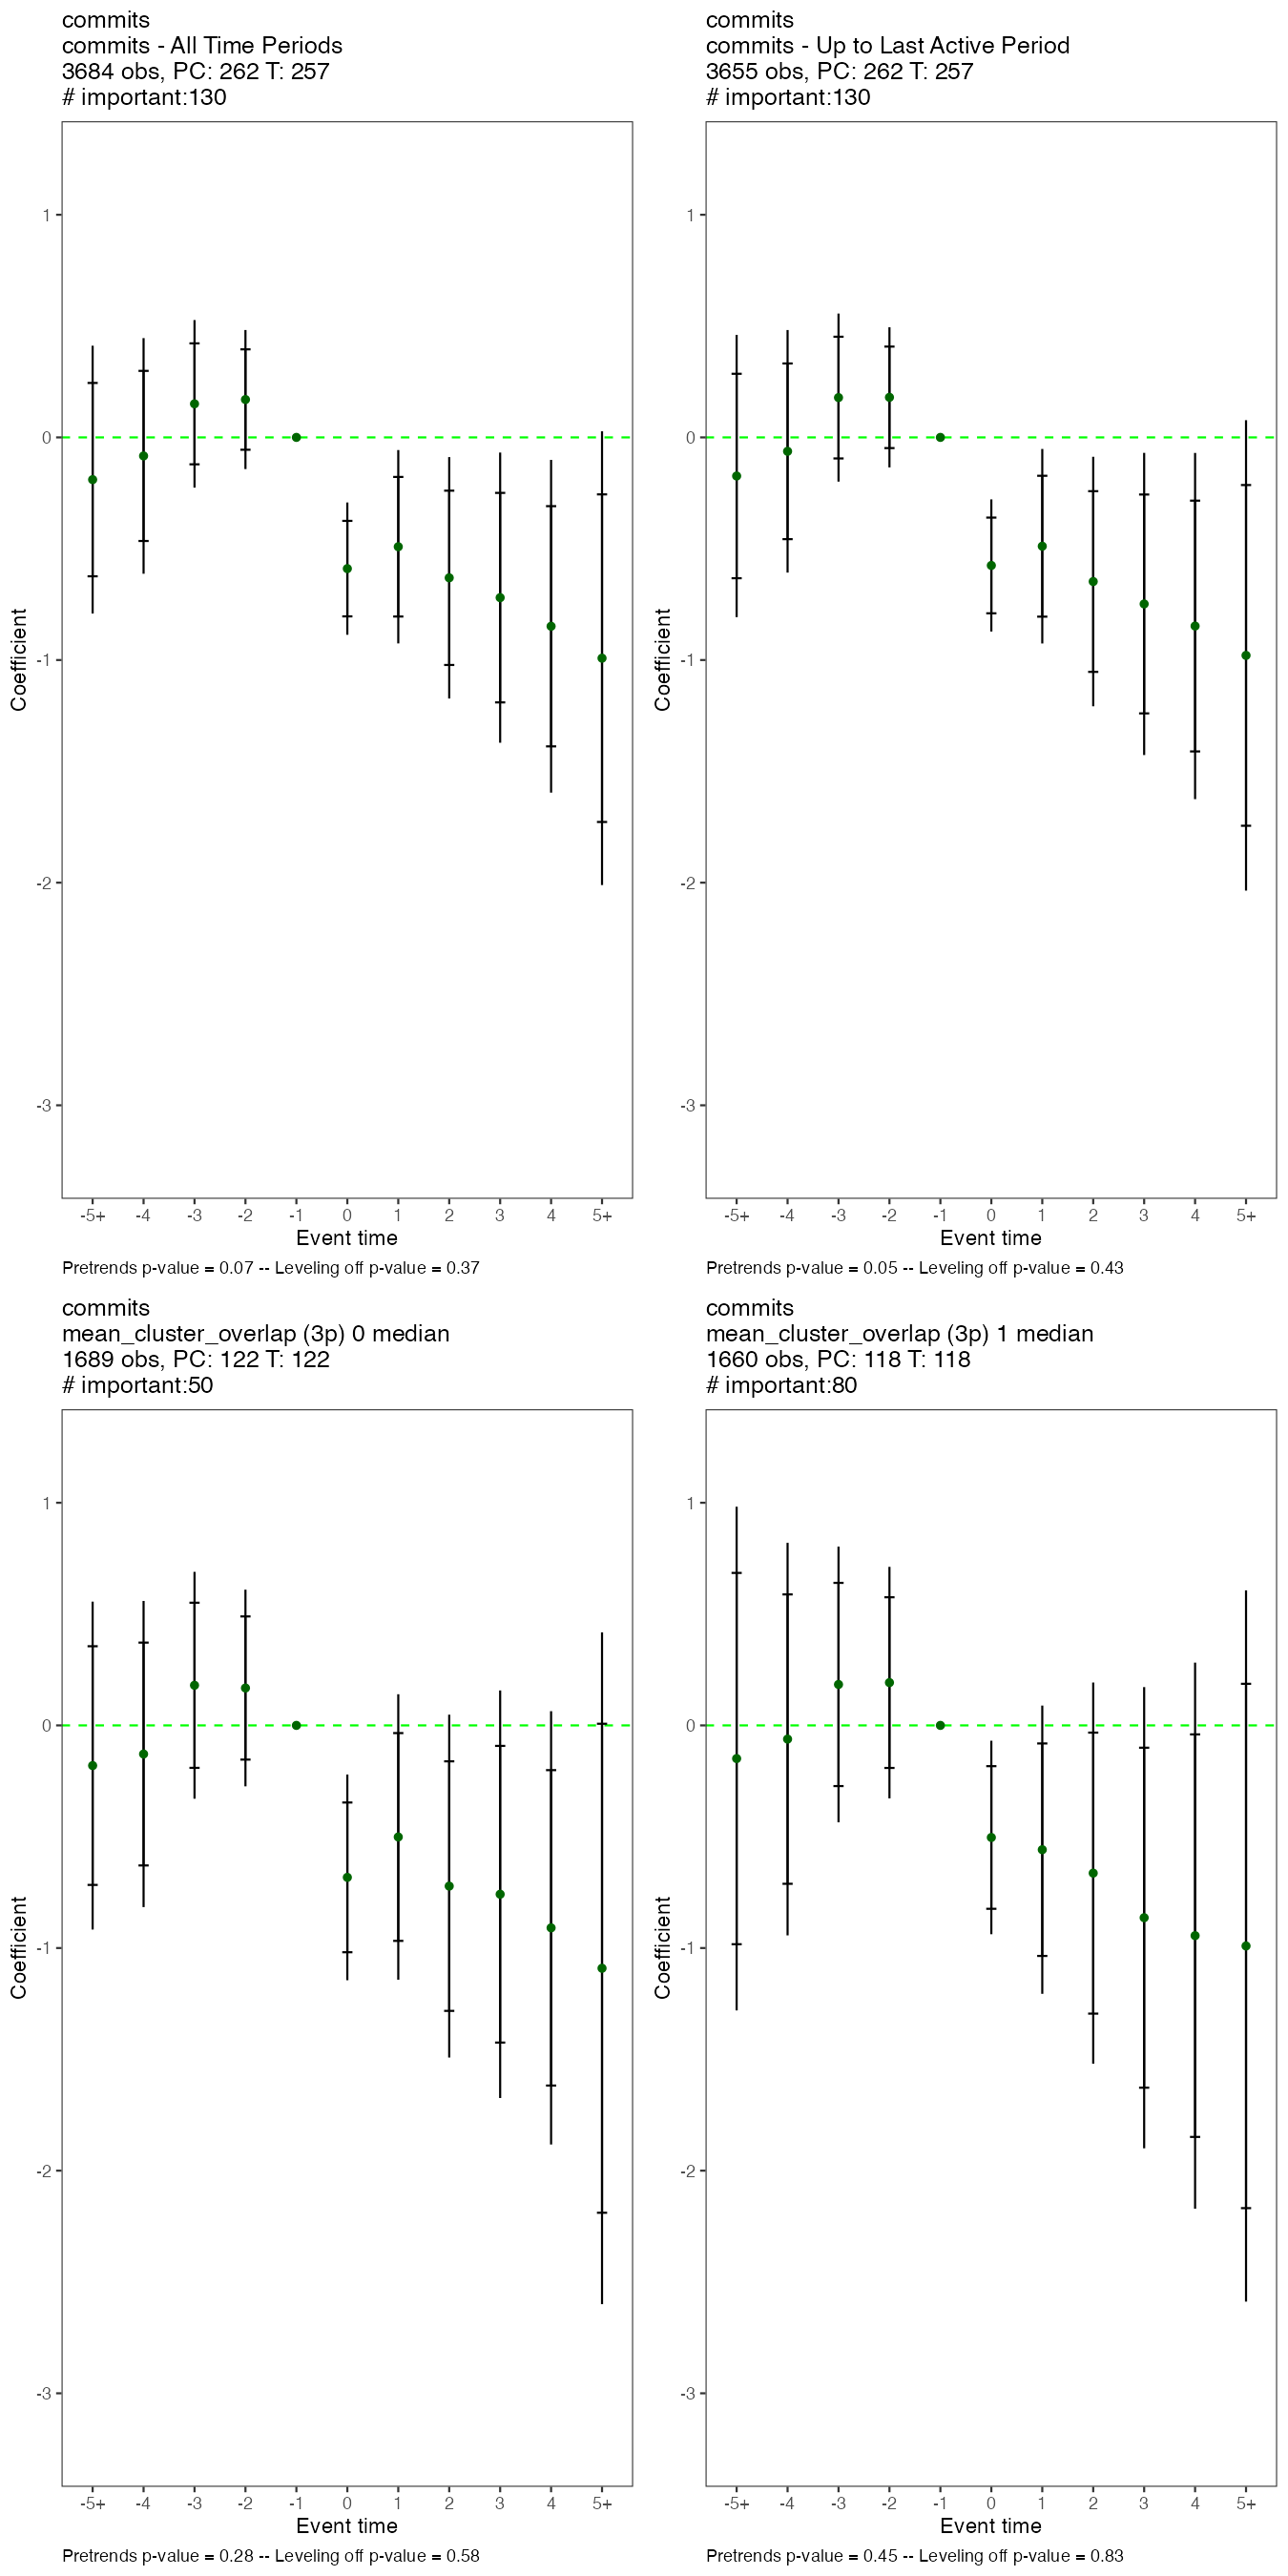 commits
commits - All Time Periods
3684 obs, PC: 262 T: 257
# important:130
1
0
-1
-2
-3
Coefficient
-5+ -4 -3 -2 -1 0 1 2 3 4 5+
Event time
Pretrends p-value = 0.07 -- Leveling off p-value = 0.37
commits
commits - Up to Last Active Period
3655 obs, PC: 262 T: 257
# important:130
1
0
-1
-2
-3
Coefficient
-5+ -4 -3 -2 -1 0 1 2 3 4 5+
Event time
Pretrends p-value = 0.05 -- Leveling off p-value = 0.43
commits
mean_cluster_overlap (3p) 0 median
1689 obs, PC: 122 T: 122
# important:50
1
0
-1
-2
-3
Coefficient
-5+ -4 -3 -2 -1 0 1 2 3 4 5+
Event time
Pretrends p-value = 0.28 -- Leveling off p-value = 0.58
commits
mean_cluster_overlap (3p) 1 median
1660 obs, PC: 118 T: 118
# important:80
1
0
-1
-2
-3
Coefficient
-5+ -4 -3 -2 -1 0 1 2 3 4 5+
Event time
Pretrends p-value = 0.45 -- Leveling off p-value = 0.83